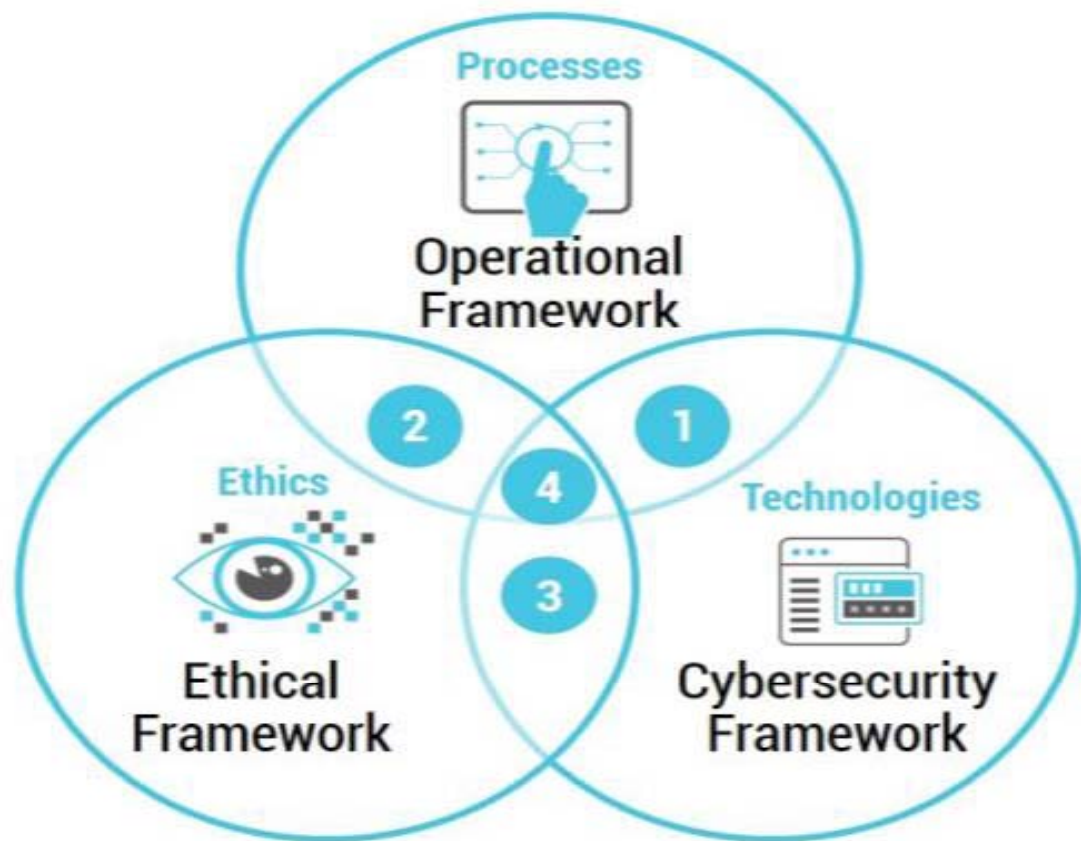 Processes
Operational
Framework
2
1
4
Ethics
Technologies
3
Ethical
Framework
Cybersecurity
Framework